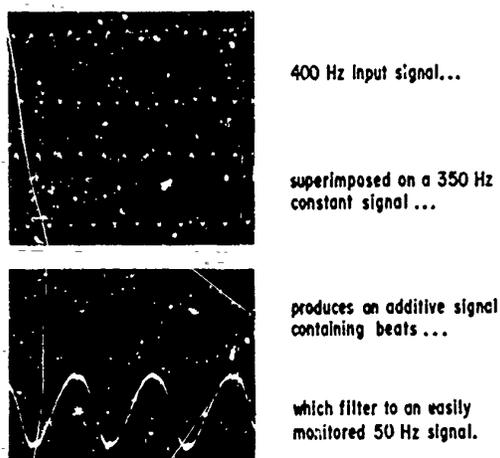 400 Hz input signal...
superimposed on a 350 Hz
constant signal ...
produces an additive signal
containing beats ...
which filter to an easily
monitored 50 Hz signal.